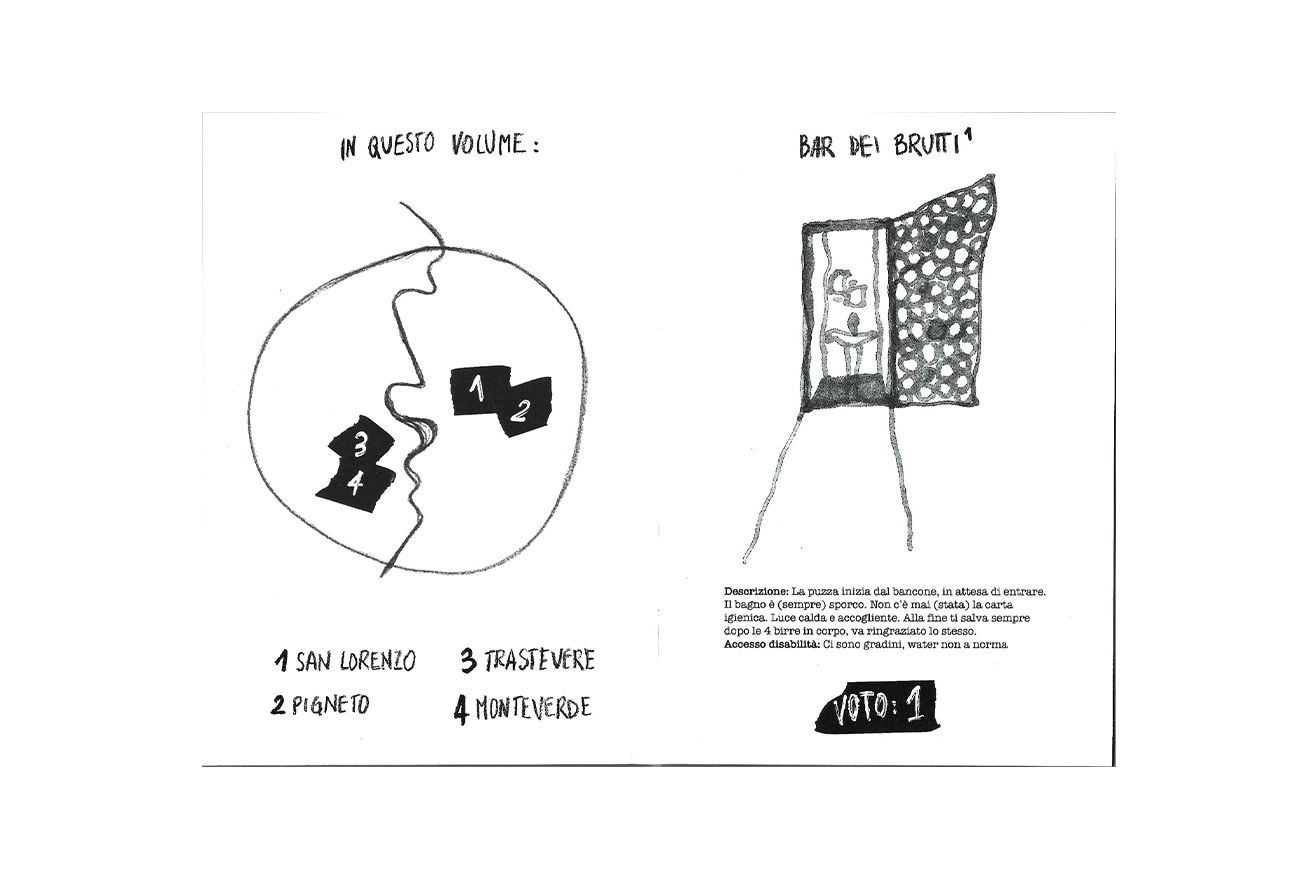 IN QUESTO VOLUME:
1
2
3
4
1 SAN LORENZO
2 PIGNETO
3 TRASTEVERE
4 MONTEVERDE
BAR DEI BRUTTI¹
Descrizione: La puzza inizia dal bancone, in attesa di entrare.
Il bagno è (sempre) sporco. Non c'è mai (stata) la carta
igienica. Luce calda e accogliente. Alla fine ti salva sempre
dopo le 4 birre in corpo, va ringraziato lo stesso.
Accesso disabilità: Ci sono gradini, water non a norma
VOTO: 1